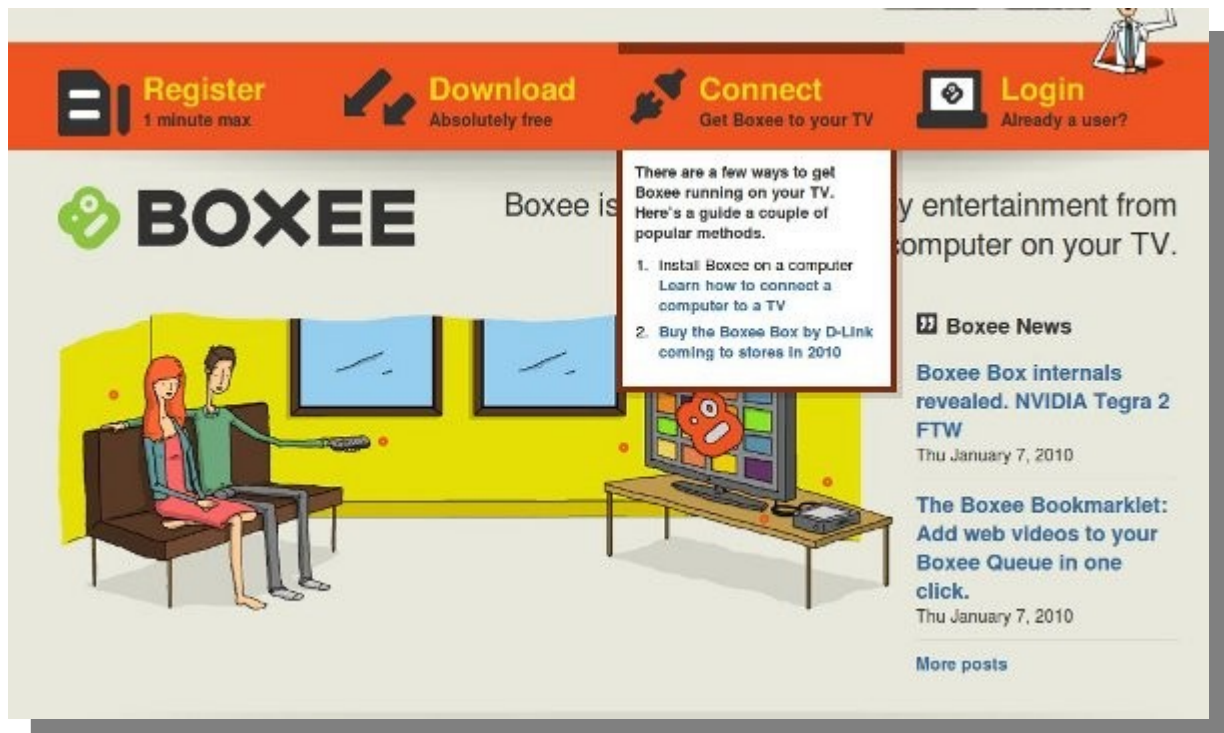 Register
1 minute max
Download
Absolutely free
Connect
Get Boxee to your TV
Login
Already a user?
There are a few ways to get
Boxee running on your TV.
Here's a guide a couple of
popular methods.
1. Install Boxee on a computer
Learn how to connect a
computer to a TV
2. Buy the Boxee Box by D-Link
coming to stores in 2010
BOXEE
Boxee is y entertainment from
computer on your TV.
Boxee News
Boxee Box internals
revealed. NVIDIA Tegra 2
FTW
Thu January 7, 2010
The Boxee Bookmarklet:
Add web videos to your
Boxee Queue in one
click.
Thu January 7, 2010
More posts